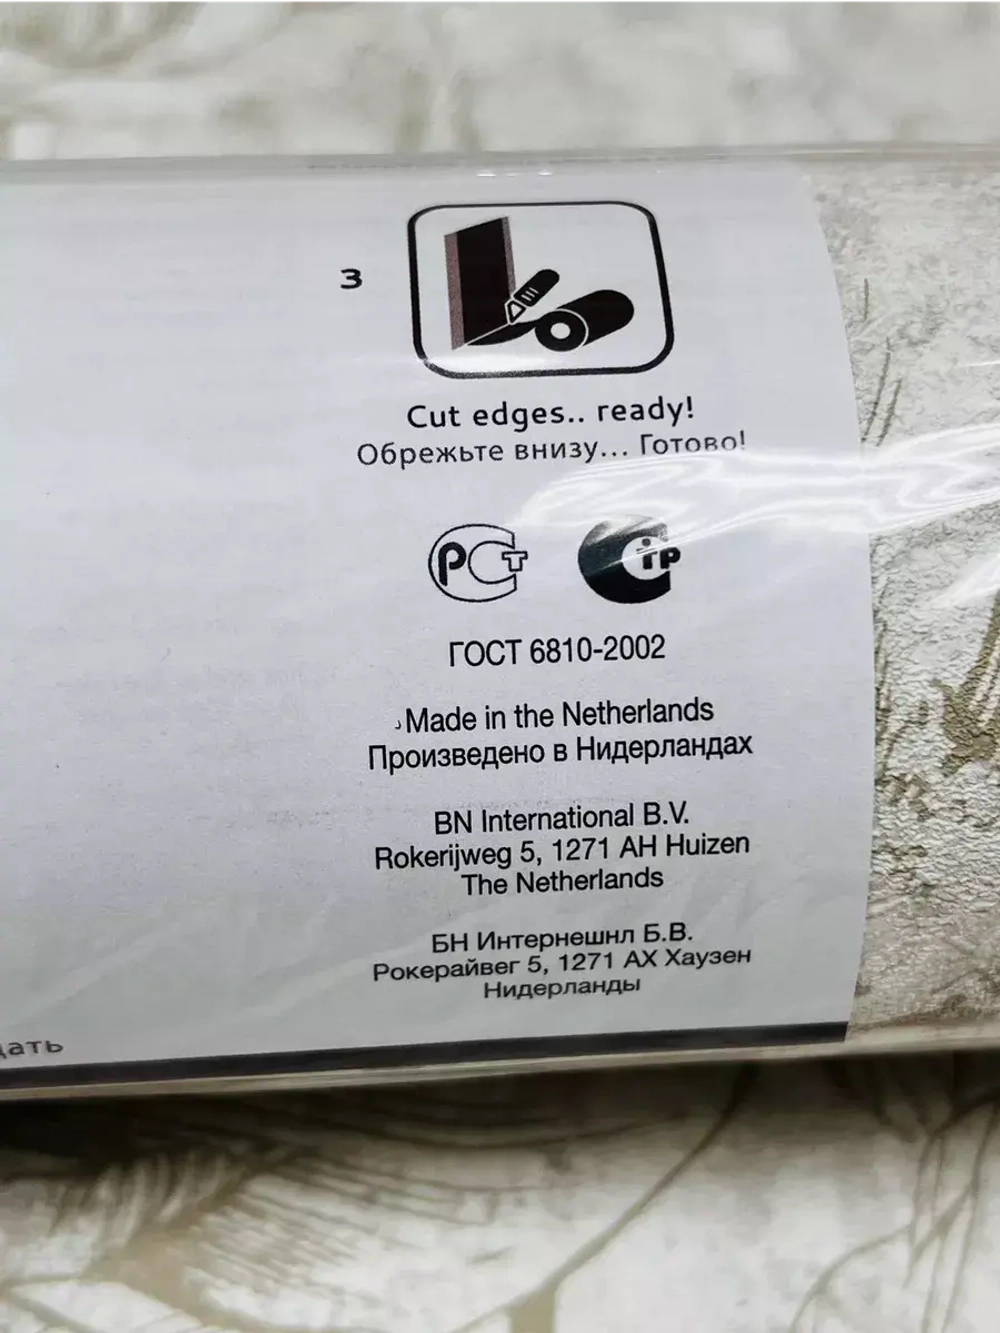 3
Cut edges.. ready!
Обрежьте внизу... Готово!
РСТ
ГОСТ 6810-2002
Made in the Netherlands
Произведено в Нидерландах
BN International B.V.
Rokerijweg 5, 1271 AH Huizen
The Netherlands
БН Интернешнл Б.В.
Рокерайвег 5, 1271 АХ Хаузен
Нидерланды